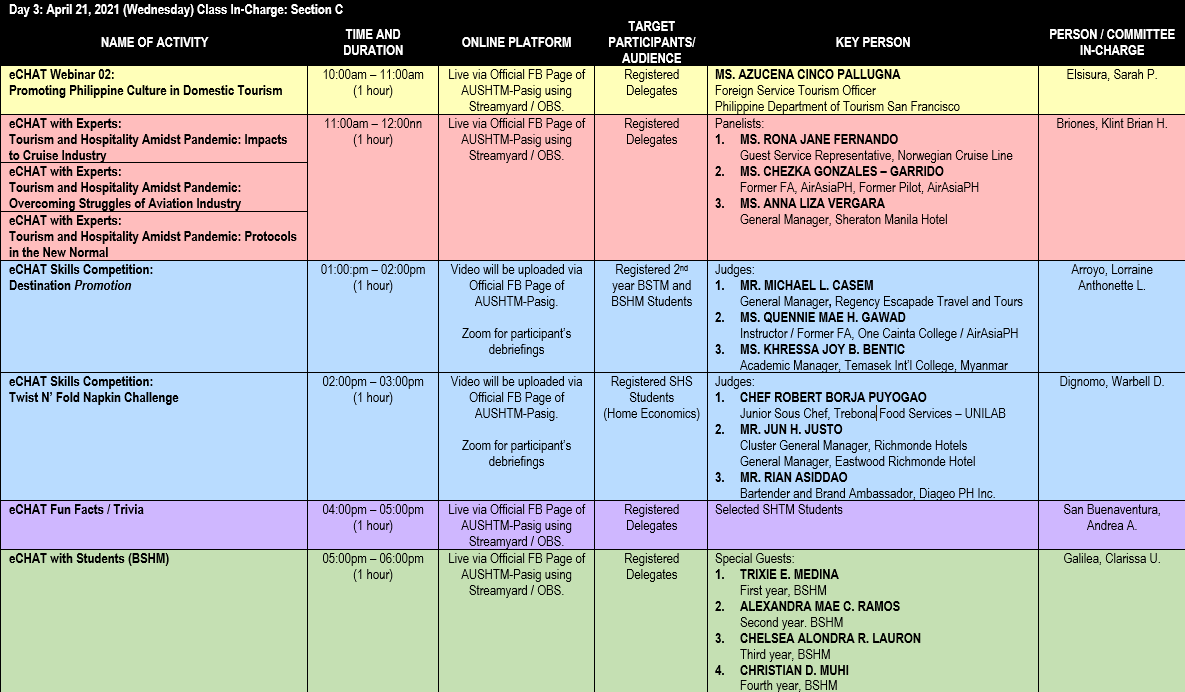 Day 3: April 21, 2021 (Wednesday) Class In-Charge: Section C
NAME OF ACTIVITY
TIME AND
DURATION
ONLINE PLATFORM
TARGET
PARTICIPANTS/
AUDIENCE
KEY PERSON
PERSON / COMMITTEE
IN-CHARGE
eCHAT Webinar 02:
Promoting Philippine Culture in Domestic Tourism
10:00am – 11:00am
(1 hour)
Live via Official FB Page of
AUSHTM-Pasig using
Streamyard / OBS.
Registered
Delegates
MS. AZUCENA CINCO PALLUGNA
Foreign Service Tourism Officer
Philippine Department of Tourism San Francisco
Elsisura, Sarah P.
eCHAT with Experts:
Tourism and Hospitality Amidst Pandemic: Impacts
to Cruise Industry
eCHAT with Experts:
Tourism and Hospitality Amidst Pandemic:
Overcoming Struggles of Aviation Industry
eCHAT with Experts:
Tourism and Hospitality Amidst Pandemic: Protocols
in the New Normal
11:00am – 12:00nn
(1 hour)
Live via Official FB Page of
AUSHTM-Pasig using
Streamyard / OBS.
Registered
Delegates
Panelists:
1. MS. RONA JANE FERNANDO
Guest Service Representative, Norwegian Cruise Line
2. MS. CHEZKA GONZALES – GARRIDO
Former FA, AirAsiaPH, Former Pilot, AirAsiaPH
3. MS. ANNA LIZA VERGARA
General Manager, Sheraton Manila Hotel
Briones, Klint Brian H.
eCHAT Skills Competition:
Destination Promotion
01:00:pm – 02:00pm
(1 hour)
Video will be uploaded via
Official FB Page of
AUSHTM-Pasig.
Zoom for participant's
debriefings
Registered 2nd
year BSTM and
BSHM Students
Judges:
1. MR. MICHAEL L. CASEM
General Manager, Regency Escapade Travel and Tours
2. MS. QUENNIE MAE H. GAWAD
Instructor / Former FA, One Cainta College / AirAsiaPH
3. MS. KHRESSA JOY B. BENTIC
Academic Manager, Temasek Int'l College, Myanmar
Arroyo, Lorraine
Anthonette L.
eCHAT Skills Competition:
Twist N' Fold Napkin Challenge
02:00pm – 03:00pm
(1 hour)
Video will be uploaded via
Official FB Page of
AUSHTM-Pasig.
Zoom for participant's
debriefings
Registered SHS
Students
(Home Economics)
Judges:
1. CHEF ROBERT BORJA PUYOGAO
Junior Sous Chef, Trebona Food Services – UNILAB
2. MR. JUN H. JUSTO
Cluster General Manager, Richmonde Hotels
General Manager, Eastwood Richmonde Hotel
3. MR. RIAN ASIDDAO
Bartender and Brand Ambassador, Diageo PH Inc.
Dignomo, Warbell D.
eCHAT Fun Facts / Trivia
04:00pm – 05:00pm
(1 hour)
Live via Official FB Page of
AUSHTM-Pasig using
Streamyard / OBS.
Registered
Delegates
Selected SHTM Students
San Buenaventura,
Andrea A.
eCHAT with Students (BSHM)
05:00pm – 06:00pm
(1 hour)
Live via Official FB Page of
AUSHTM-Pasig using
Streamyard / OBS.
Registered
Delegates
Special Guests:
1. TRIXIE E. MEDINA
First year, BSHM
2. ALEXANDRA MAE C. RAMOS
Second year. BSHM
3. CHELSEA ALONDRA R. LAURON
Third year, BSHM
4. CHRISTIAN D. MUHI
Fourth year, BSHM
Galilea, Clarissa U.